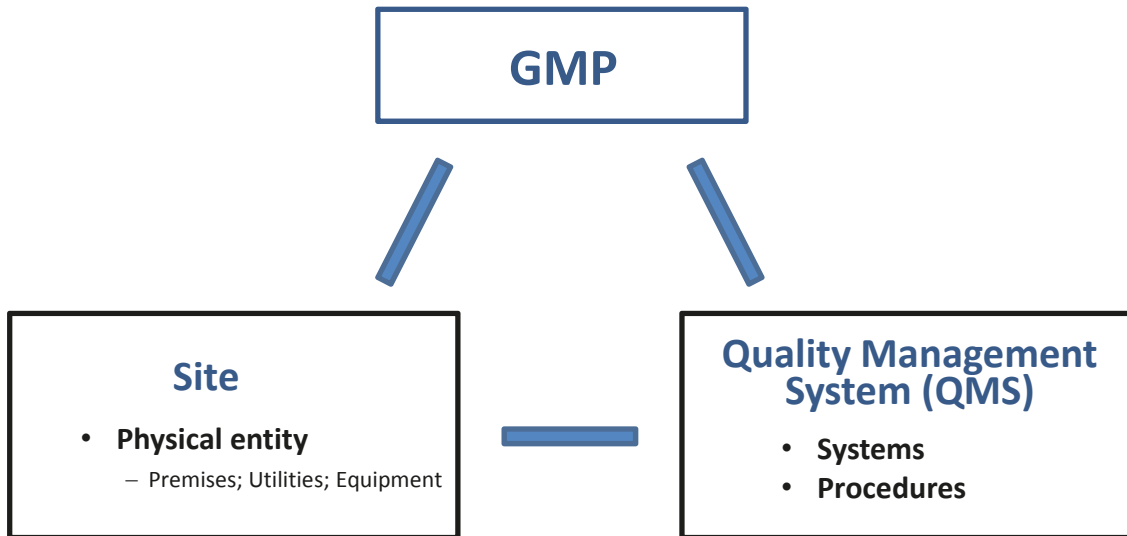 GMP
Site
• Physical entity
– Premises; Utilities; Equipment
Quality Management
System (QMS)
• Systems
• Procedures